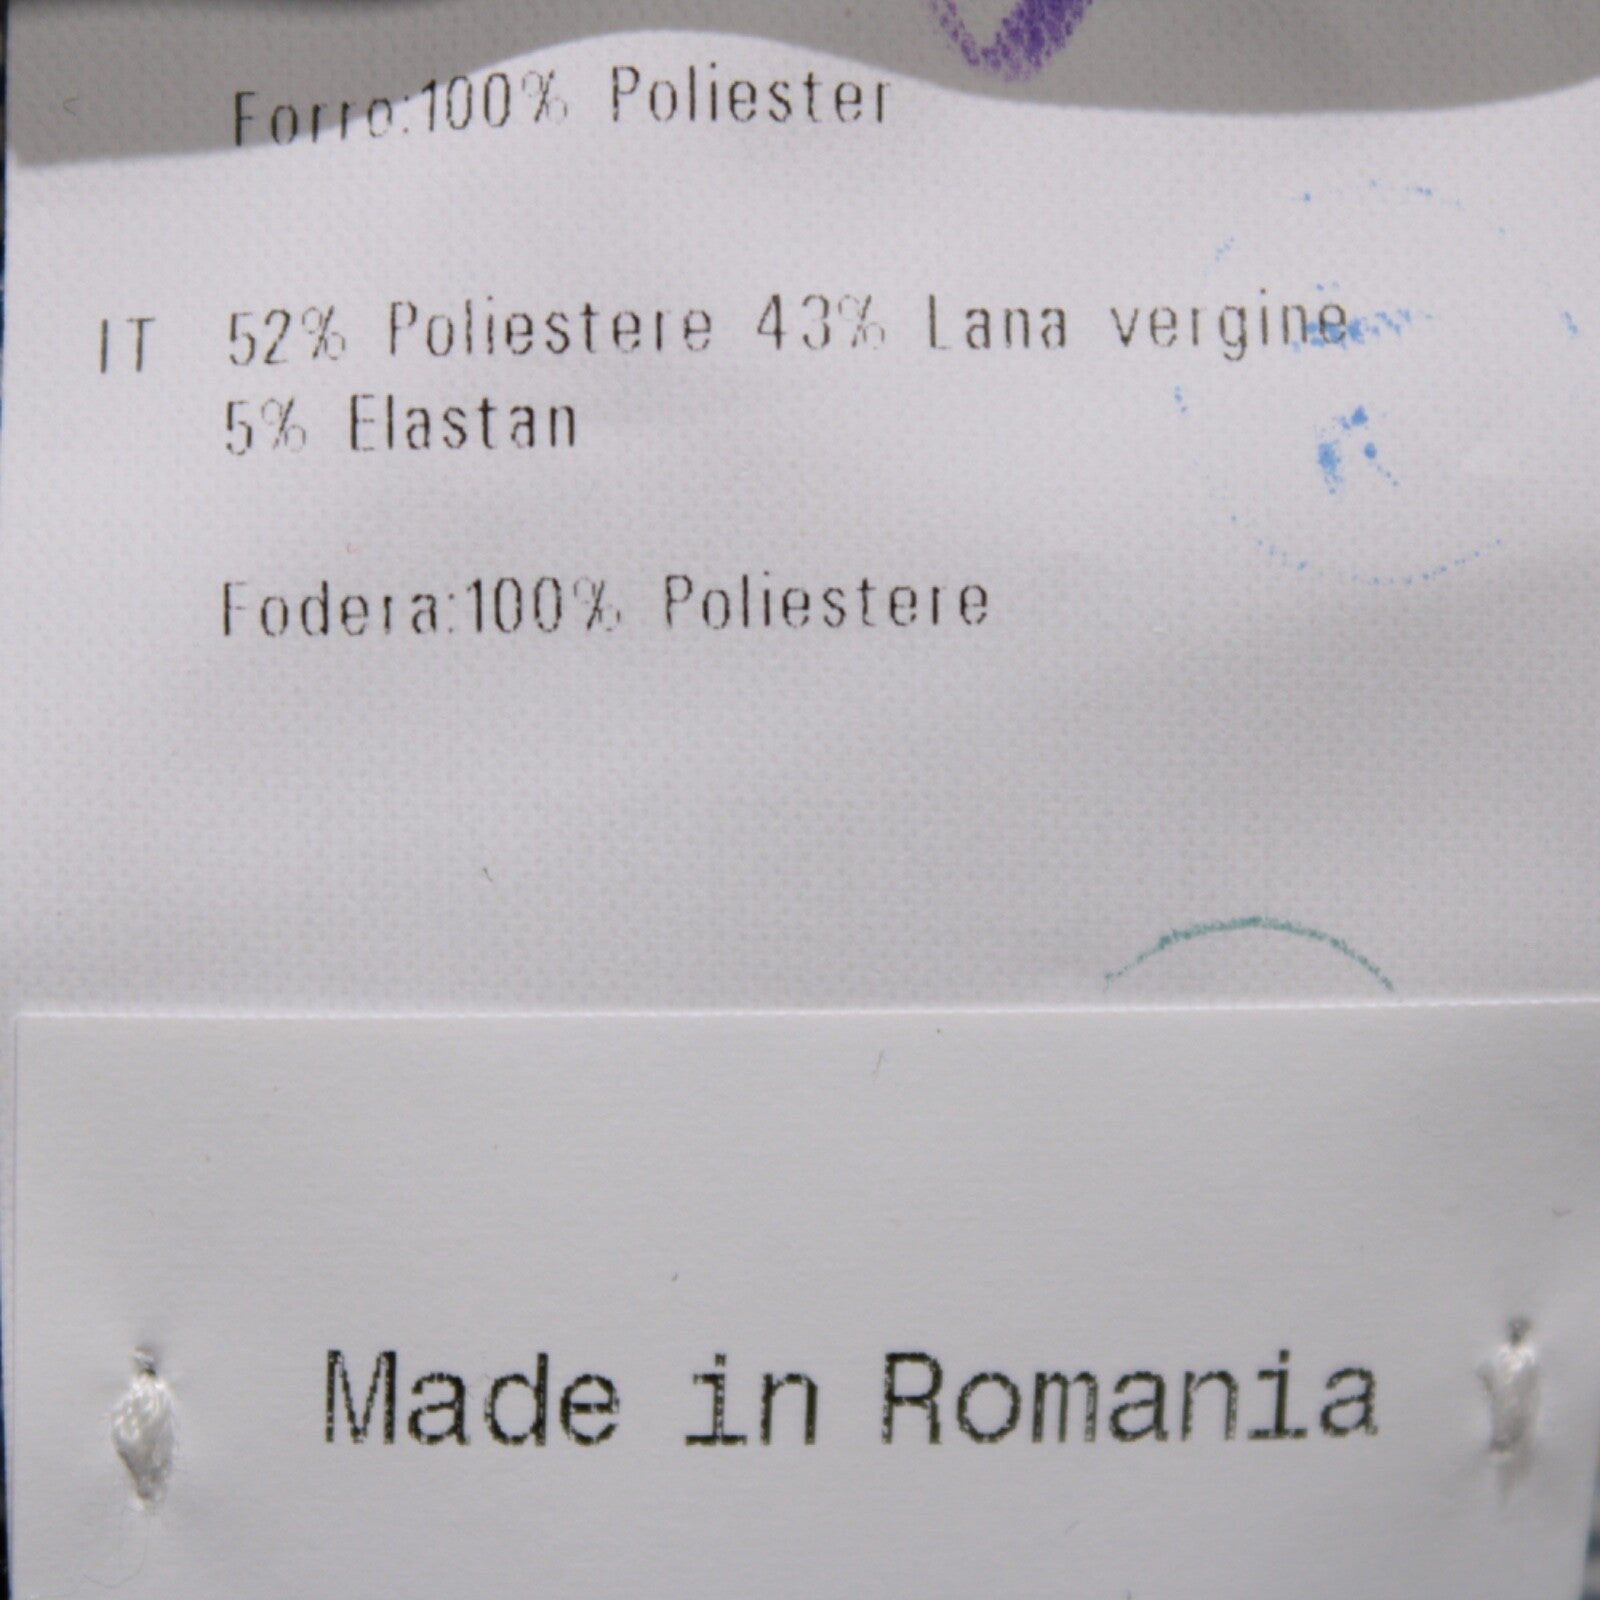 Forro:100% Poliester
IT 52% Poliestere 43% Lana vergine
5% Elastan
Fodera:100% Poliestere
Made in Romania